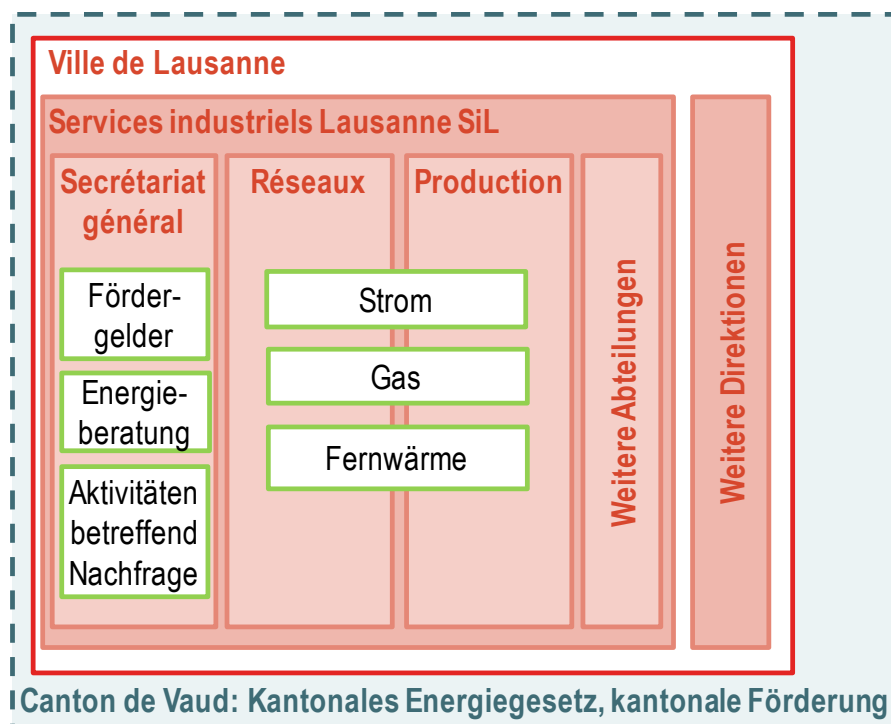 Ville de Lausanne
Services industriels Lausanne SiL
Secrétariat
général
Förder-
gelder
Energie-
beratung
Aktivitäten
betreffend
Nachfrage
Réseaux
Production
Strom
Gas
Fernwärme
Weitere Abteilungen
Weitere Direktionen
Canton de Vaud: Kantonales Energiegesetz, kantonale Förderung